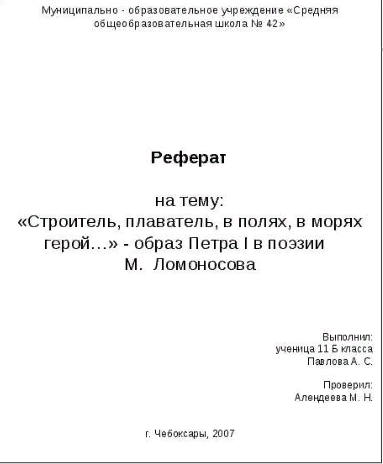 Муниципально - образовательное учреждение «Средняя
общеобразовательная школа № 42»
Реферат
на тему:
«Строитель, плаватель, в полях, в морях
герой…» - образ Петра I в поэзии
М. Ломоносова
Выполнил:
ученица 11 Б класса
Павлова А. С.
Проверил:
Алендеева М. Н.
г. Чебоксары, 2007